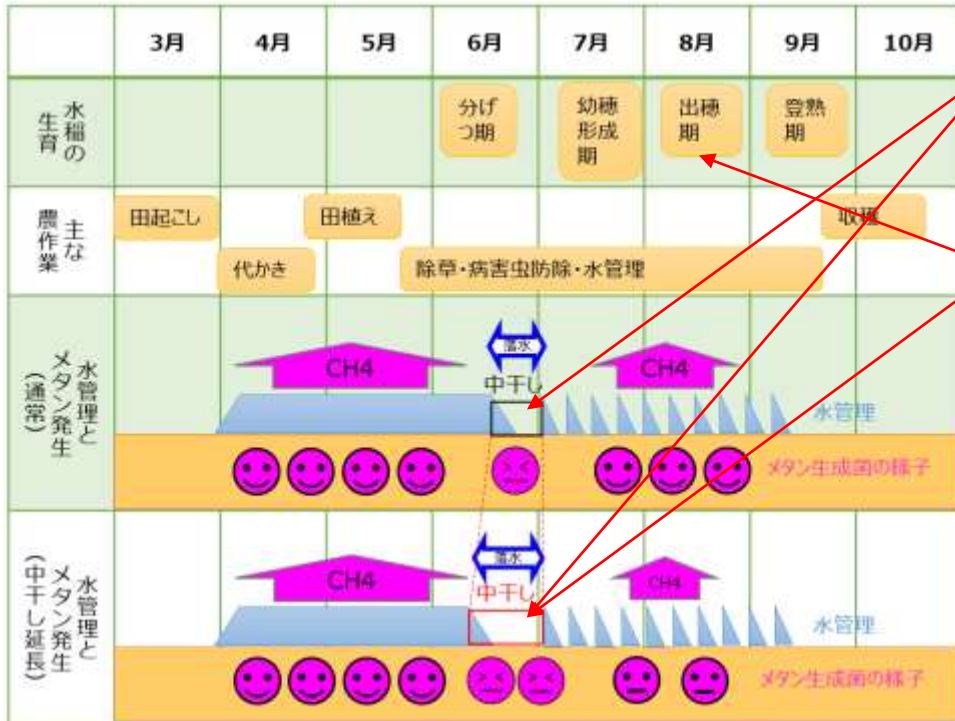 3月 4月 5月 6月 7月 8月 9月 10月
水稲の
生育
分げ
つ期
幼穂
形成
期
出穂
期
登熟
期
主な
農作業
田起こし
田植え
収穫
代かき
除草・病害虫防除・水管理
水管理と
メタン発生
(通常)
落水
CH4
CH4
中干し
水管理
メタン生成菌の様子
水管理と
メタン発生
(中干し延長)
落水
CH4
CH4
中干し
水管理
メタン生成菌の様子